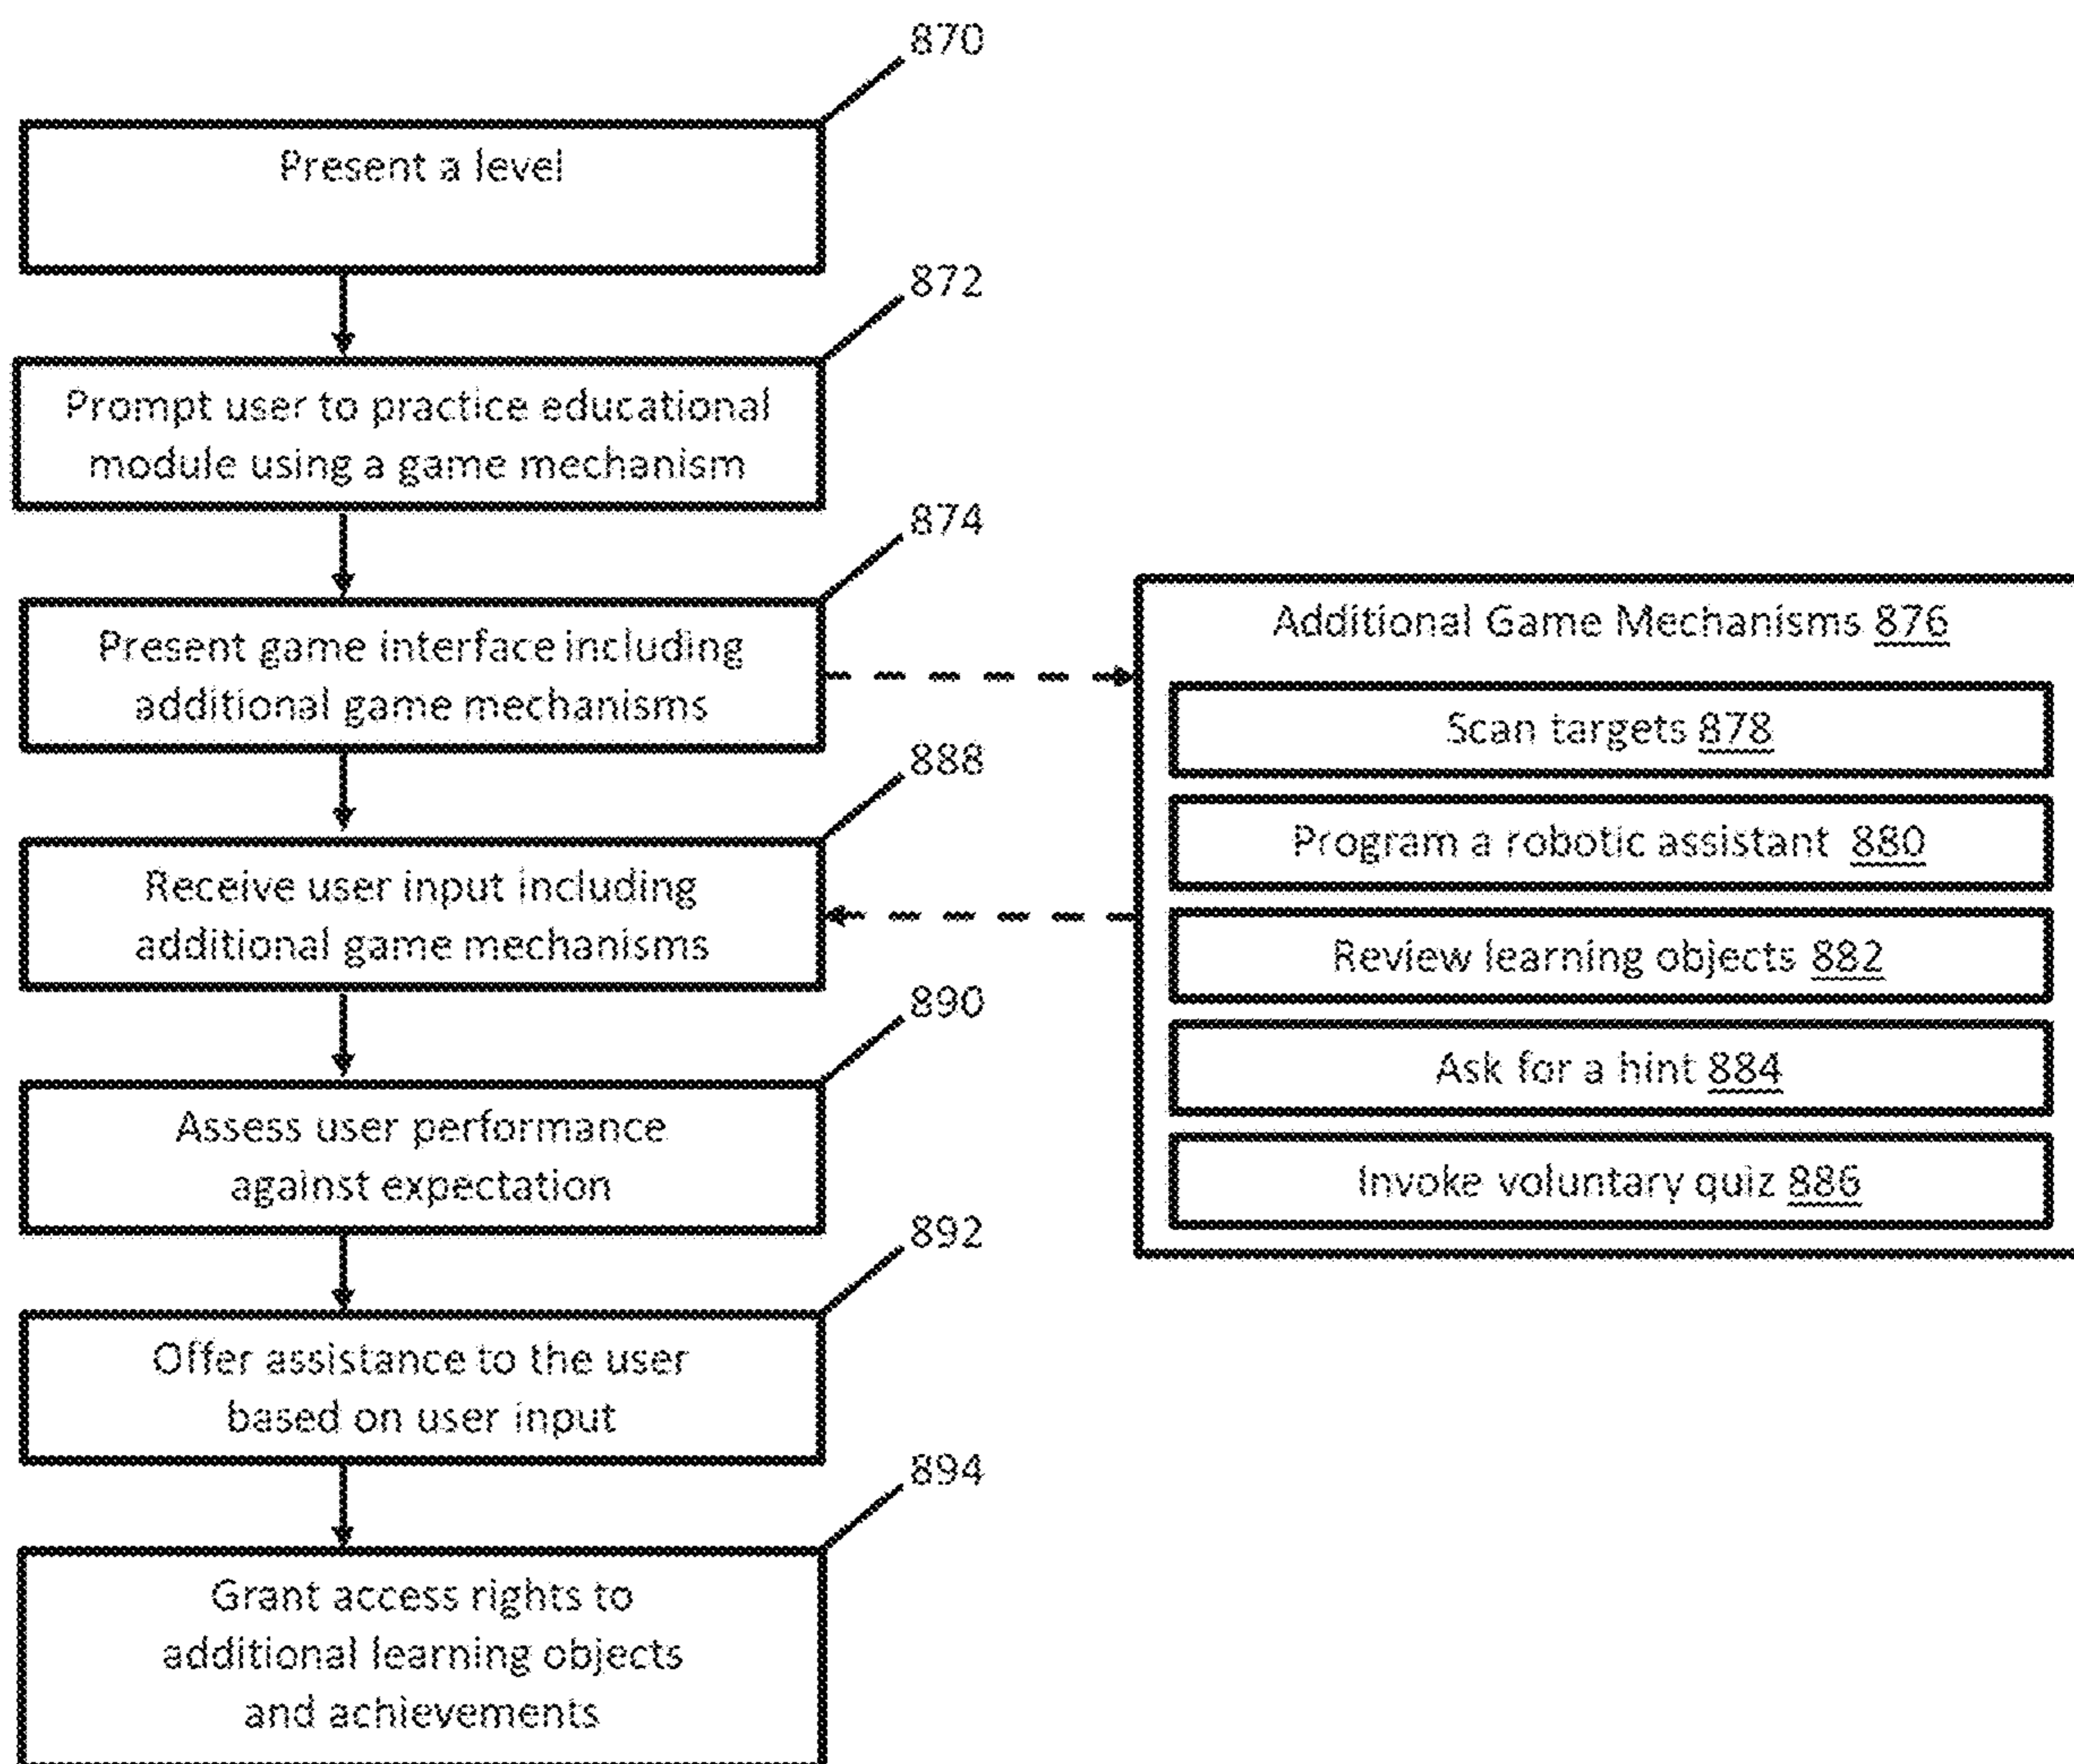 870
Present a level
872
Prompt user to practice educational
module using a game mechanism
874
Present game interface including
additional game mechanisms
Additional Game Mechanisms 876
Scan targets 878
Program a robotic assistant 880
Review learning objects 882
Ask for a hint 884
Invoke voluntary quiz 886
888
Receive user input including
additional game mechanisms
890
Assess user performance
against expectation
892
Offer assistance to the user
based on user input
894
Grant access rights to
additional learning objects
and achievements